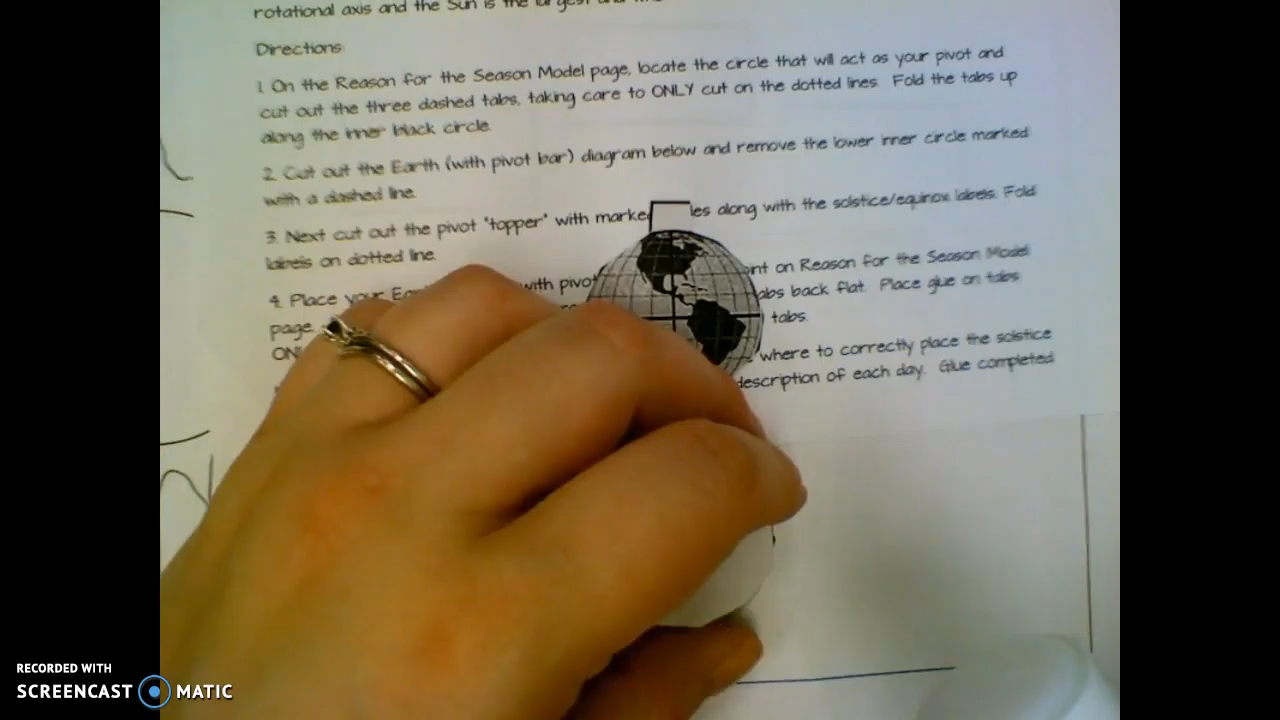 rotational axis and the Sun is the largest and
Directions:
1. On the Reason for the Season Model page, locate the circle that will act as your pivot and
cut out the three dashed tabs, taking care to ONLY cut on the dotted lines. Fold the tabs up
along the inner black circle.
2. Cut out the Earth (with pivot bar) diagram below and remove the lower inner circle marked
with a dashed line.
3. Next cut out the pivot "topper" with marke les along with the solstice/equinox labels. Fold
labels on dotted line.
4. Place your Ear with pivot nt on Reason for the Season Model
page. abs back flat. Place glue on tabs
ON tabs.
where to correctly place the solstice
description of each day. Glue completed
RECORDED WITH
SCREENCAST MATIC